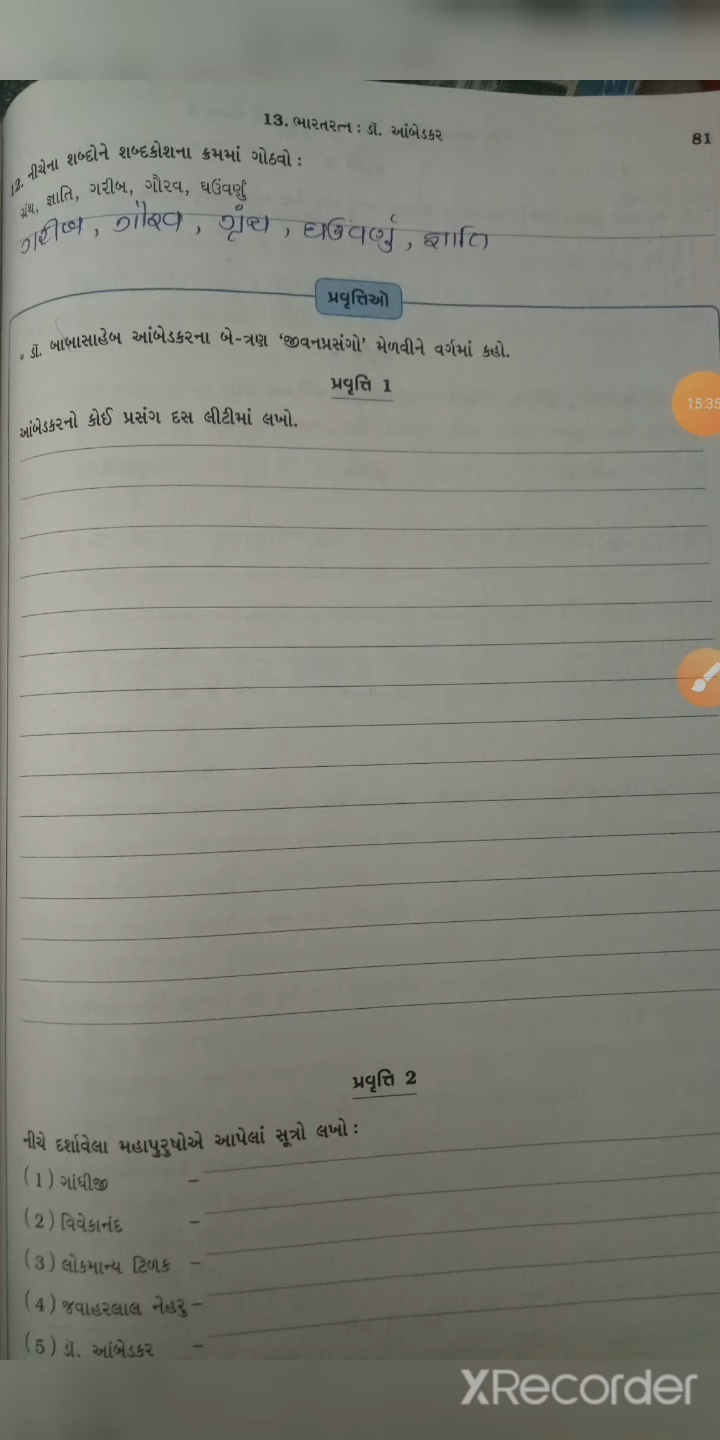 13. ભારતરત્ન : ડૉ. આંબેડકર
81
12. નીચેના શબ્દોને શબ્દકોશના ક્રમમાં ગોઠવો :
ગ્રંથ, જ્ઞાતિ, ગરીબ, ગૌરવ, ઘઉંવર્ણું
ગરીબ, ગૌરવ, ગ્રંથ, ઘઉંવર્ણું, જ્ઞાતિ
પ્રવૃત્તિઓ
• ડૉ. બાબાસાહેબ આંબેડકરના બે-ત્રણ ‘જીવનપ્રસંગો’ મેળવીને વર્ગમાં કહો.
પ્રવૃત્તિ 1
15:35
આંબેડકરનો કોઈ પ્રસંગ દસ લીટીમાં લખો.
પ્રવૃત્તિ 2
નીચે દર્શાવેલા મહાપુરુષોએ આપેલાં સૂત્રો લખો :
(1) ગાંધીજી –
(2) વિવેકાનંદ –
(3) લોકમાન્ય ટિળક –
(4) જવાહરલાલ નેહરુ –
(5) ડૉ. આંબેડકર –
XRecorder